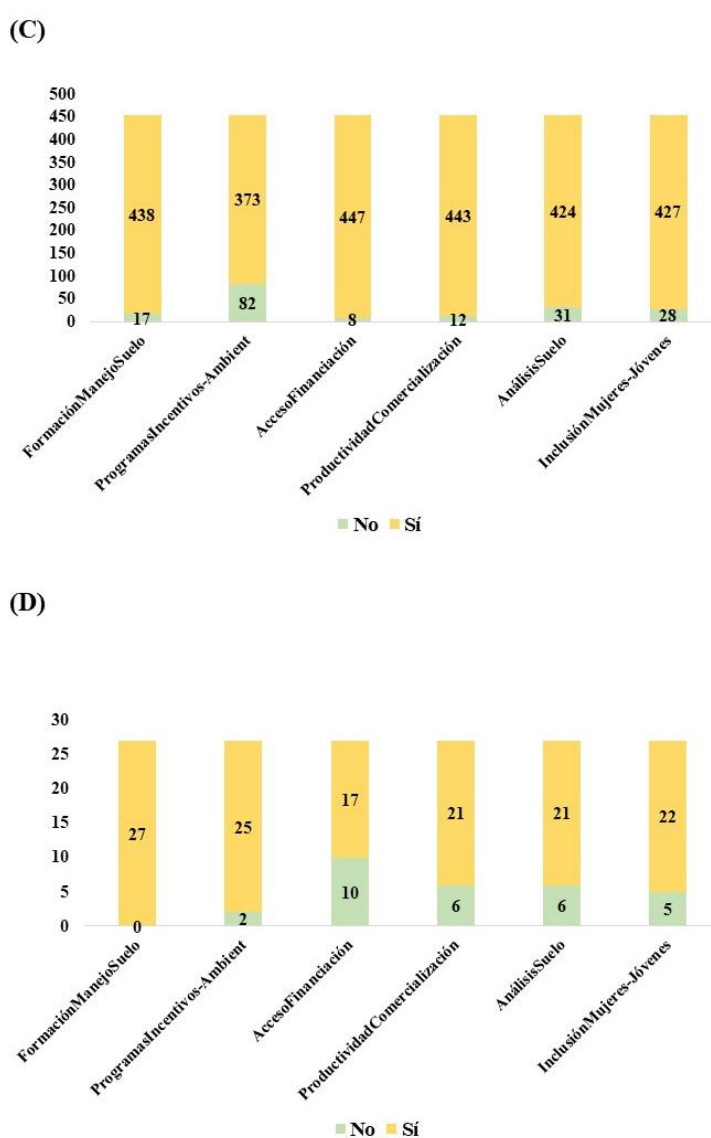 (C)
500
450
400
350
300
250
200
150
100
50
0
438 373 447 443 424 427
17 82 8 12 31 28
FormaciónManejoSuelo
ProgramasIncentivos-Ambient
AccesoFinanciación
ProductividadComercialización
AnálisisSuelo
InclusiónMujeres-Jóvenes
No Sí
(D)
30
25
20
15
10
5
0
27 25 17 21 21 22
0 2 10 6 6 5
FormaciónManejoSuelo
ProgramasIncentivos-Ambient
AccesoFinanciación
ProductividadComercialización
AnálisisSuelo
InclusiónMujeres-Jóvenes
No Sí